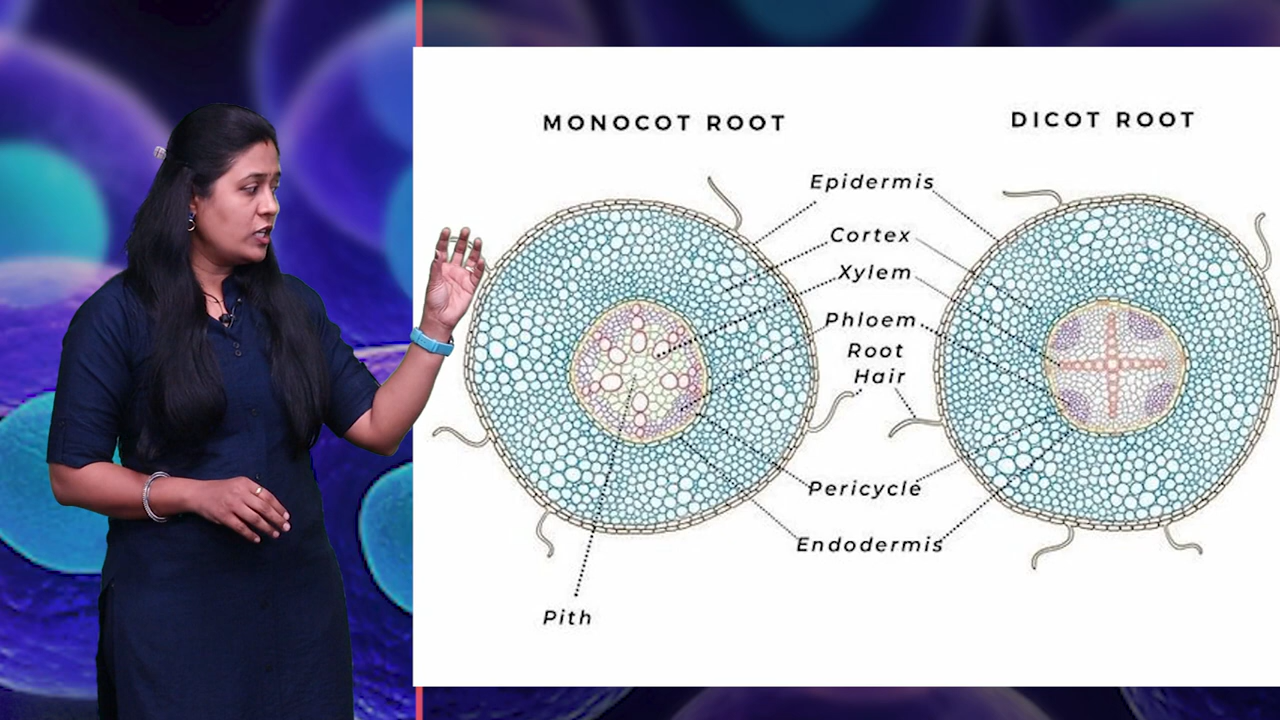 MONOCOT ROOT
DICOT ROOT
Epidermis
Cortex
Xylem
Phloem
Root
Hair
Pericycle
Endodermis
Pith